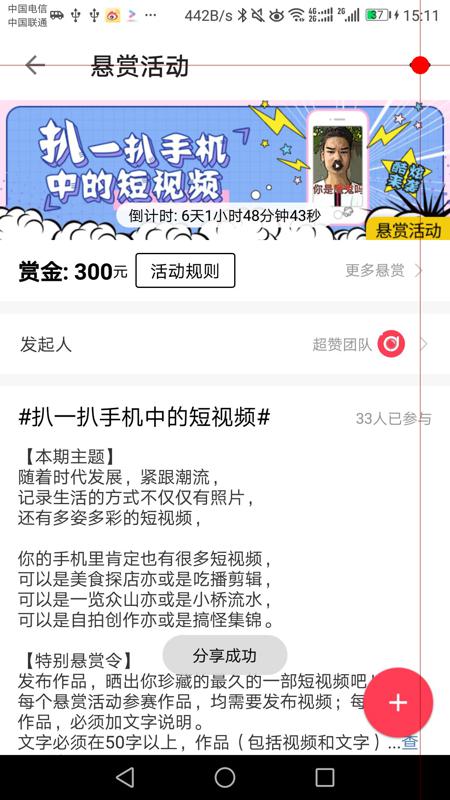 中国电信
中国联通
442B/s
4G
26
4G
26
2G
37
15:11
悬赏活动
扒一扒手机
中的短视频
倒计时: 6天1小时48分钟43秒
悬赏活动
赏金: 300元
活动规则
更多悬赏
发起人
超赞团队
#扒一扒手机中的短视频#
33人已参与
【本期主题】
随着时代发展，紧跟潮流，
记录生活的方式不仅仅有照片，
还有多姿多彩的短视频，
你的手机里肯定也有很多短视频，
可以是美食探店亦或是吃播剪辑，
可以是一览众山亦或是小桥流水，
可以是自拍创作亦或是搞怪集锦。
【特别悬赏令】
分享成功
发布作品，晒出你珍藏的最久的一部短视频吧！
每个悬赏活动参赛作品，均需要发布视频；每
作品，必须加文字说明。
文字必须在50字以上，作品（包括视频和文字）...查